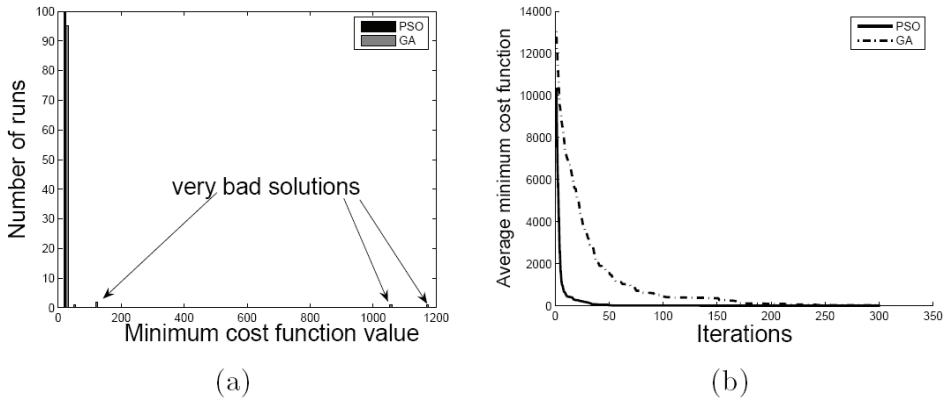 100
90
80
70
60
50
40
30
20
10
0
Number of runs
PSO
GA
very bad solutions
0 200 400 600 800 1000 1200
Minimum cost function value
(a)
14000
12000
10000
8000
6000
4000
2000
0
Average minimum cost function
PSO
GA
0 50 100 150 200 250 300 350
Iterations
(b)